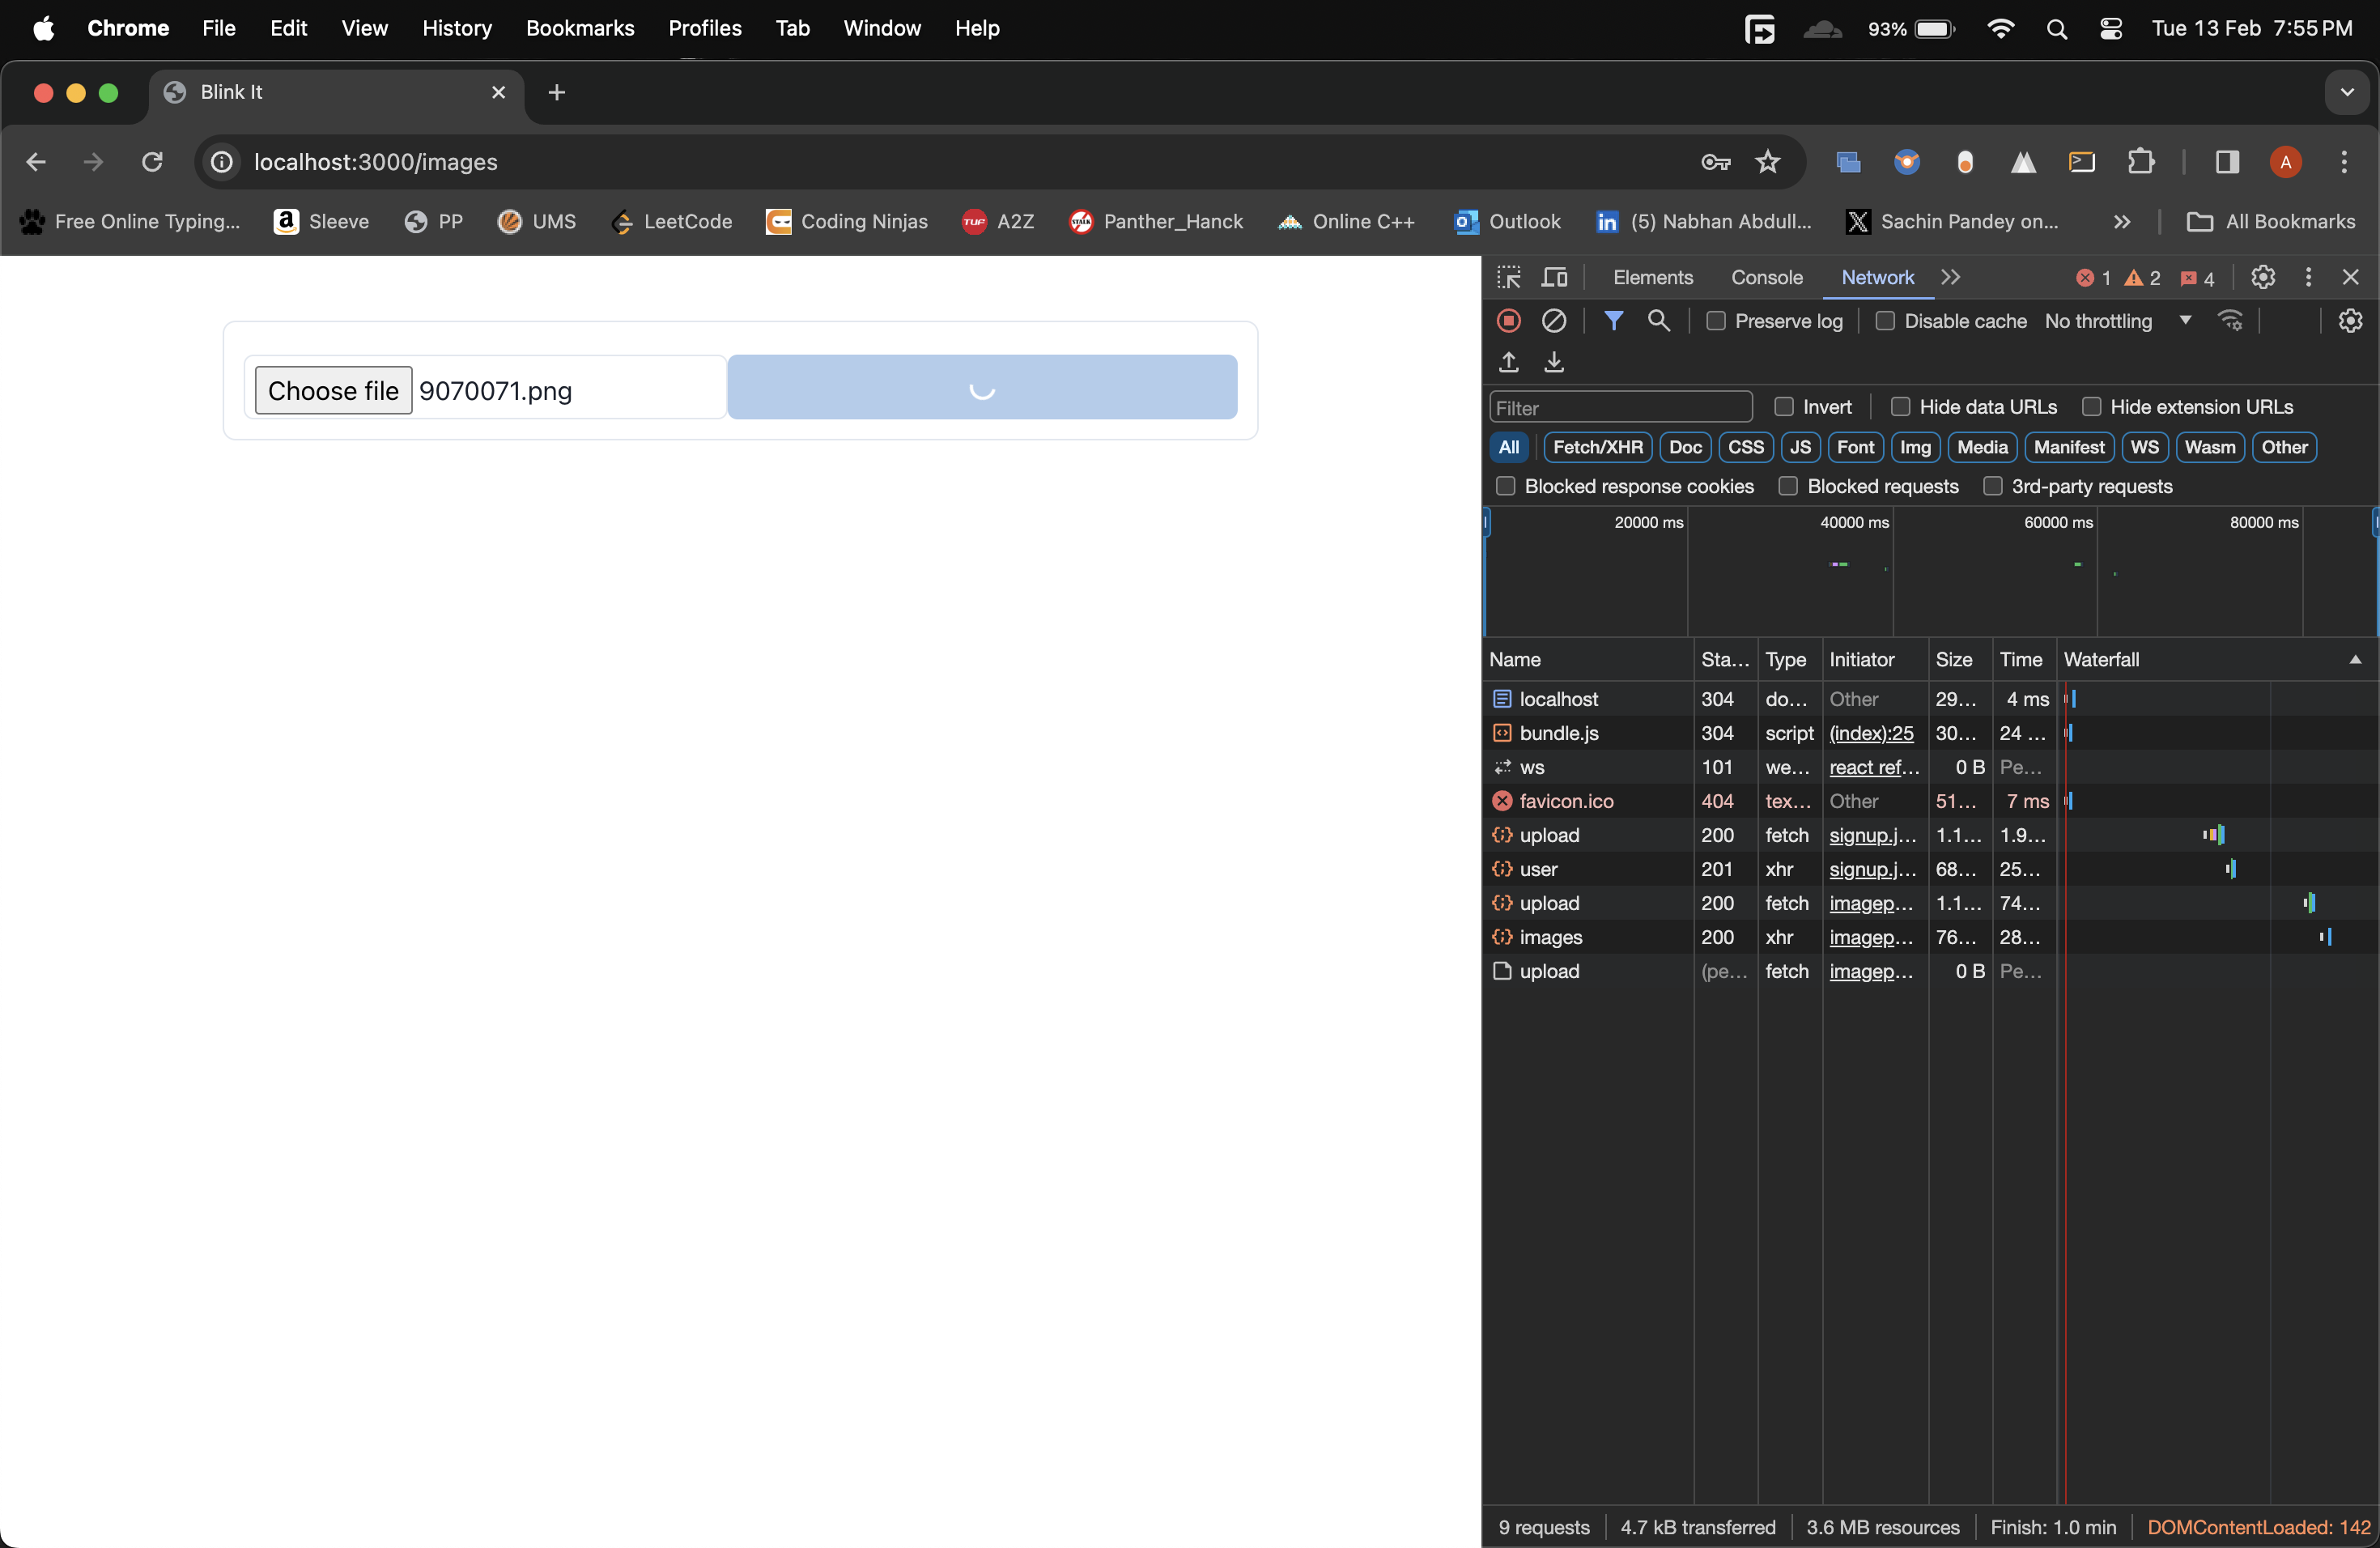 Chrome File Edit View History Bookmarks Profiles Tab Window Help 93% Tue 13 Feb 7:55 PM
Blink It
localhost:3000/images A
Free Online Typing... a Sleeve PP UMS LeetCode Coding Ninjas TUF A2Z Panther_Hanck Online C++ Outlook in (5) Nabhan Abdull... X Sachin Pandey on... All Bookmarks
Elements Console Network 1 2 4
Preserve log Disable cache No throttling
Choose file 9070071.png
Filter Invert Hide data URLs Hide extension URLs
All Fetch/XHR Doc CSS JS Font Img Media Manifest WS Wasm Other
Blocked response cookies Blocked requests 3rd-party requests
20000 ms 40000 ms 60000 ms 80000 ms
Name Sta... Type Initiator Size Time Waterfall
localhost 304 do... Other 29... 4 ms
bundle.js 304 script (index):25 30... 24 ...
ws 101 we... react ref... 0 B Pe...
favicon.ico 404 tex... Other 51... 7 ms
upload 200 fetch signup.j... 1.1... 1.9...
user 201 xhr signup.j... 68... 25...
upload 200 fetch imagep... 1.1... 74...
images 200 xhr imagep... 76... 28...
upload (pe... fetch imagep... 0 B Pe...
9 requests 4.7 kB transferred 3.6 MB resources Finish: 1.0 min DOMContentLoaded: 142